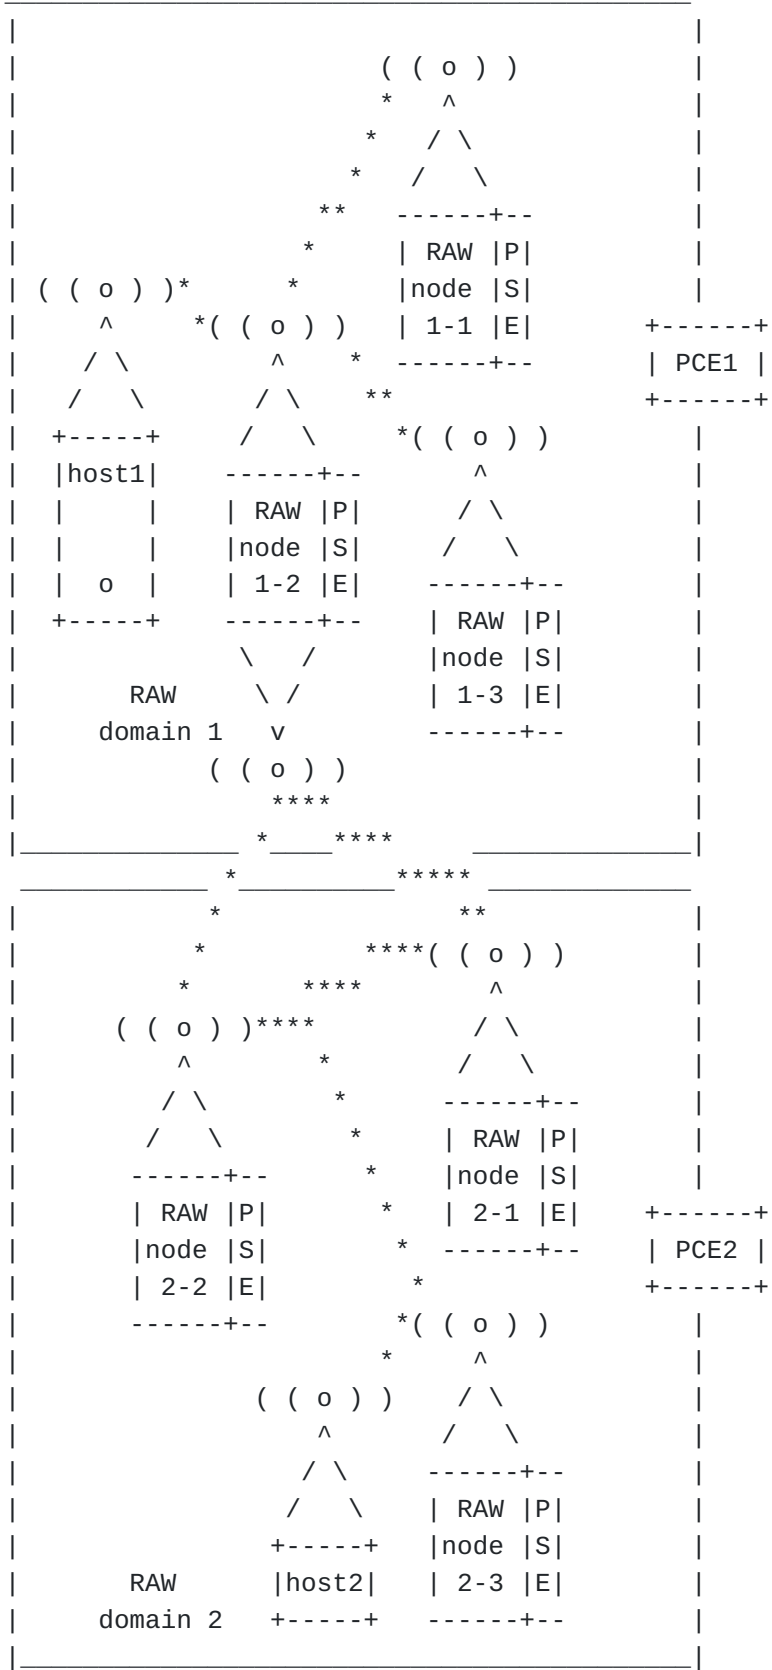 ( ( o ) )
RAW |P|
node |S|
1-1 |E|
( ( o ) )
( ( o ) )
PCE1
( ( o ) )
host1
RAW |P|
node |S|
o
1-2 |E|
RAW |P|
node |S|
RAW
1-3 |E|
domain 1
v
( ( o ) )
( ( o ) )
( ( o ) )
RAW |P|
node |S|
2-1 |E|
RAW |P|
node |S|
2-2 |E|
PCE2
( ( o ) )
( ( o ) )
RAW |P|
node |S|
RAW
host2
2-3 |E|
domain 2